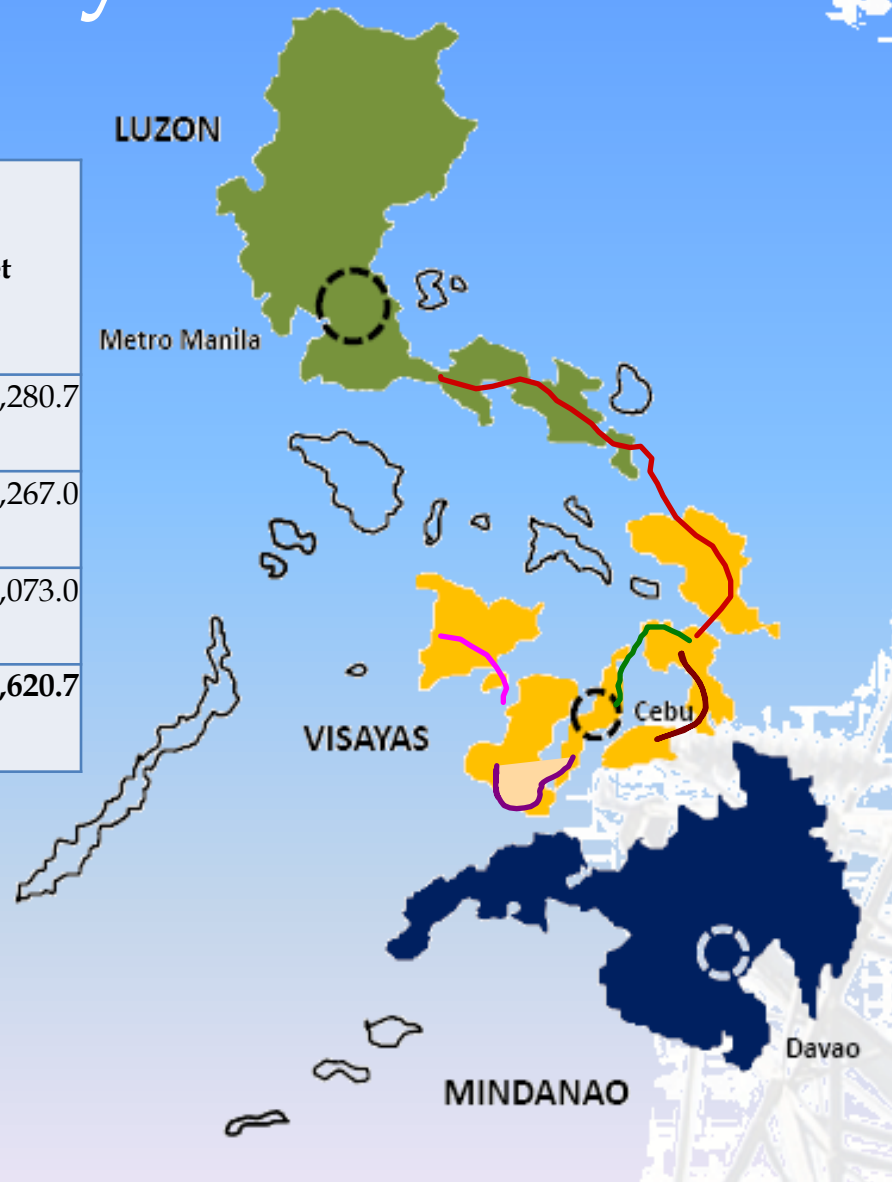 y
LUZON
t
Metro Manila
,280.7
,267.0
,073.0
,620.7
Cebu
VISAYAS
Davao
MINDANAO